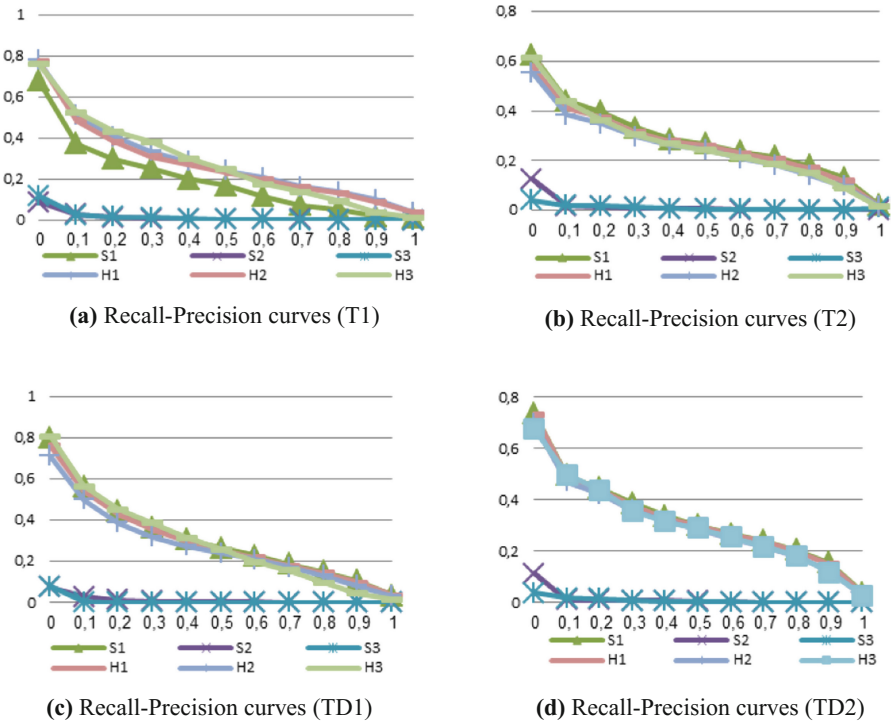 1
0,8
0,6
0,4
0,2
0
0 0,1 0,2 0,3 0,4 0,5 0,6 0,7 0,8 0,9 1
S1 S2 S3
H1 H2 H3
(a) Recall-Precision curves (T1)
0,8
0,6
0,4
0,2
0
0 0,1 0,2 0,3 0,4 0,5 0,6 0,7 0,8 0,9 1
S1 S2 S3
H1 H2 H3
(b) Recall-Precision curves (T2)
1
0,8
0,6
0,4
0,2
0
0 0,1 0,2 0,3 0,4 0,5 0,6 0,7 0,8 0,9 1
S1 S2 S3
H1 H2 H3
(c) Recall-Precision curves (TD1)
0,8
0,6
0,4
0,2
0
0 0,1 0,2 0,3 0,4 0,5 0,6 0,7 0,8 0,9 1
S1 S2 S3
H1 H2 H3
(d) Recall-Precision curves (TD2)